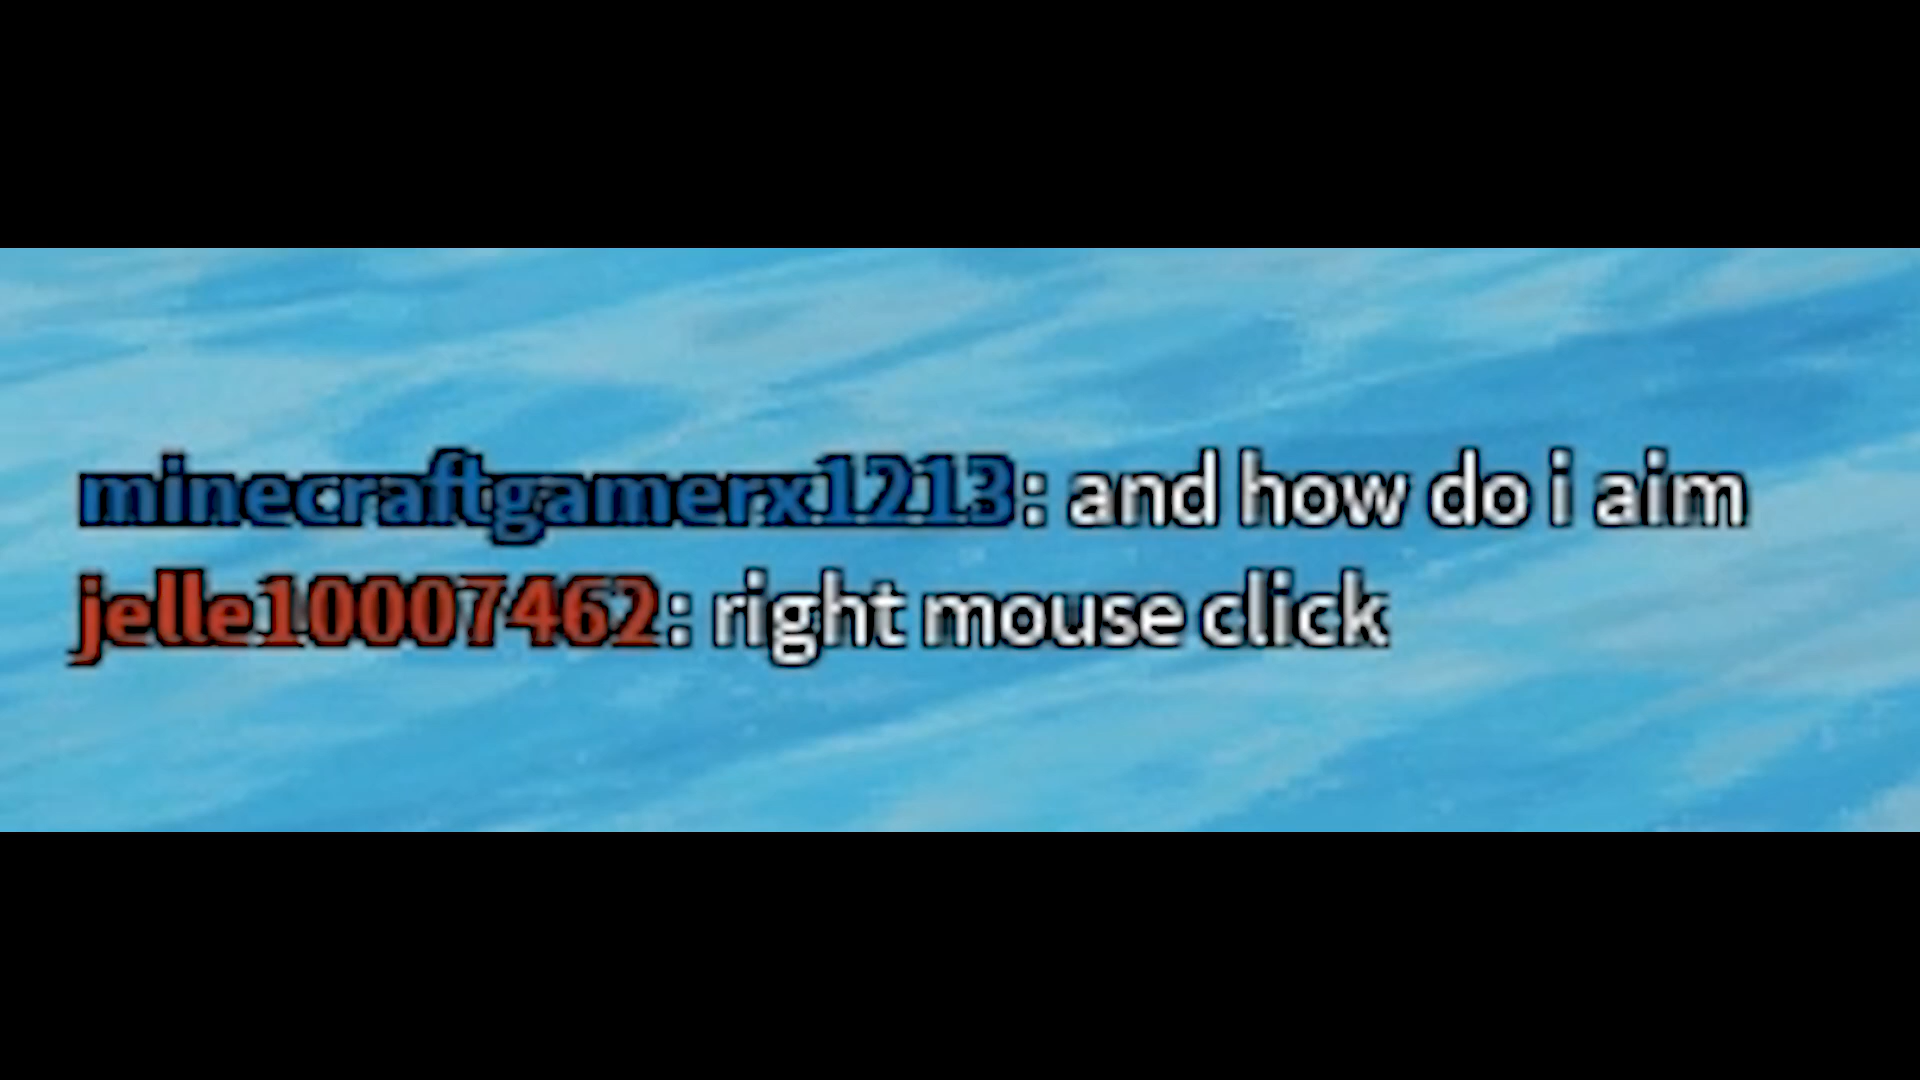 minecraftgamerx1213: and how do i aim
jelle10007462: right mouse click